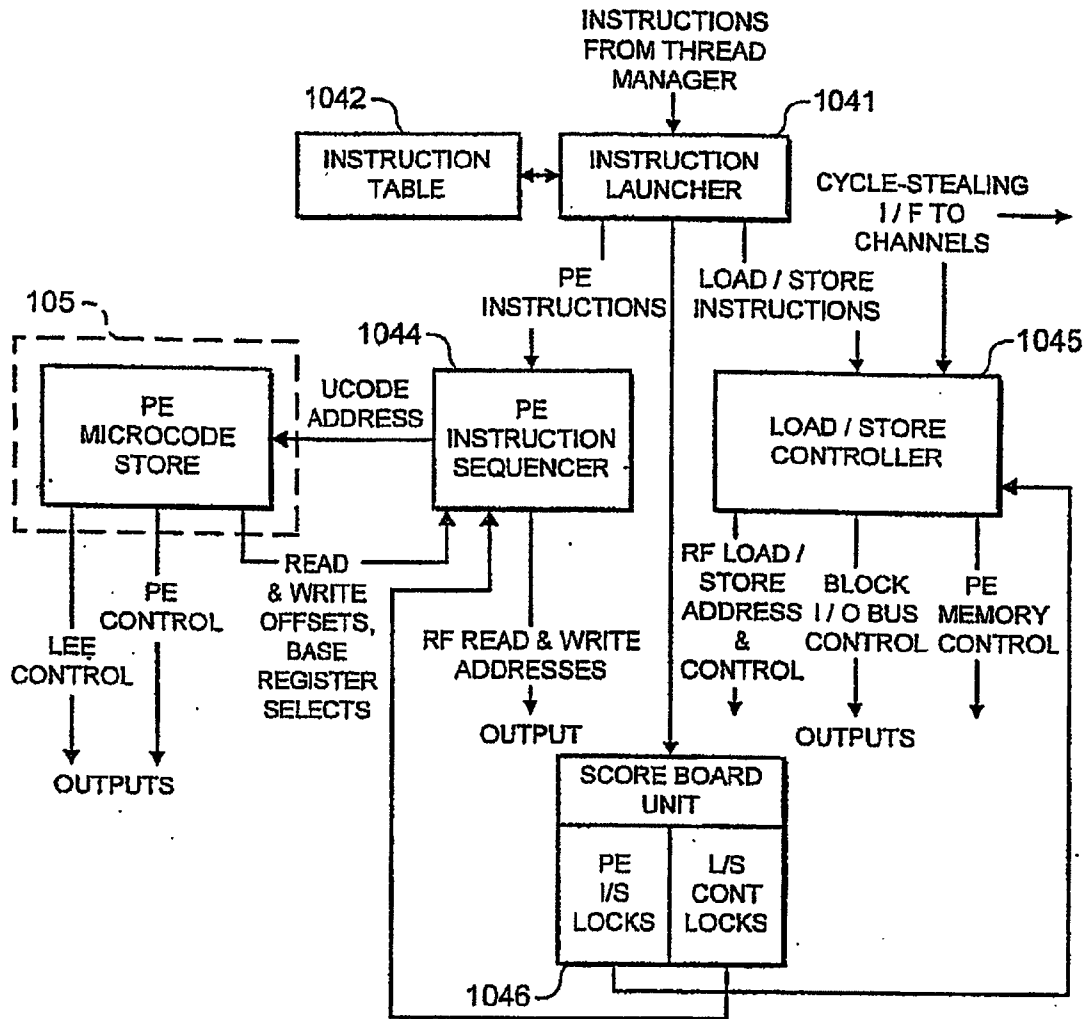 INSTRUCTIONS
FROM THREAD
MANAGER
1042
1041
INSTRUCTION
TABLE
INSTRUCTION
LAUNCHER
CYCLE-STEALING
I / F TO
CHANNELS
PE
INSTRUCTIONS
LOAD / STORE
INSTRUCTIONS
105
1044
1045
PE
MICROCODE
STORE
UCODE
ADDRESS
PE
INSTRUCTION
SEQUENCER
LOAD / STORE
CONTROLLER
LEE
CONTROL
PE
CONTROL
READ
& WRITE
OFFSETS,
BASE
REGISTER
SELECTS
RF READ & WRITE
ADDRESSES
RF LOAD /
STORE
ADDRESS
&
CONTROL
BLOCK
I / O BUS
CONTROL
PE
MEMORY
CONTROL
OUTPUTS
OUTPUT
OUTPUTS
SCORE BOARD
UNIT
PE
I/S
LOCKS
L/S
CONT
LOCKS
1046